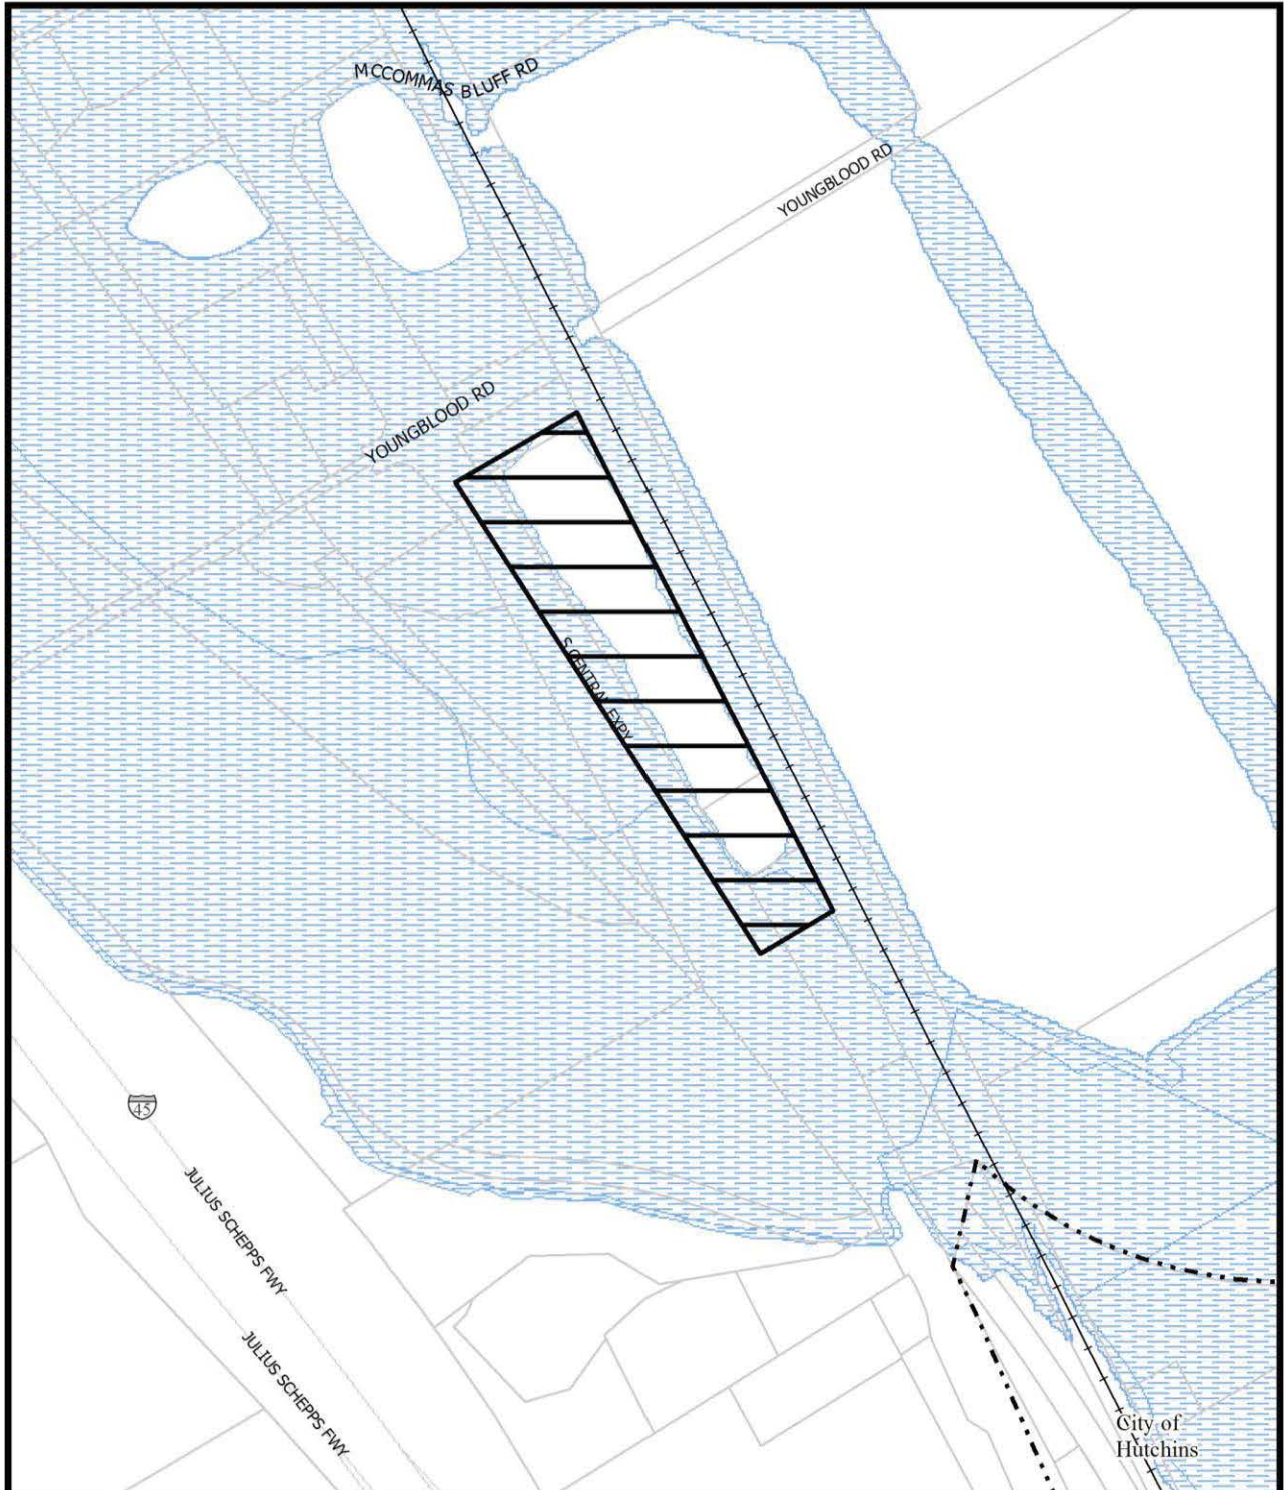 MCCOMMAS BLUFF RD
YOUNGBLOOD RD
YOUNGBLOOD RD
S CENTRAL EXPY
45
JULIUS SCHEPPS FWY
JULIUS SCHEPPS FWY
City of
Hutchins